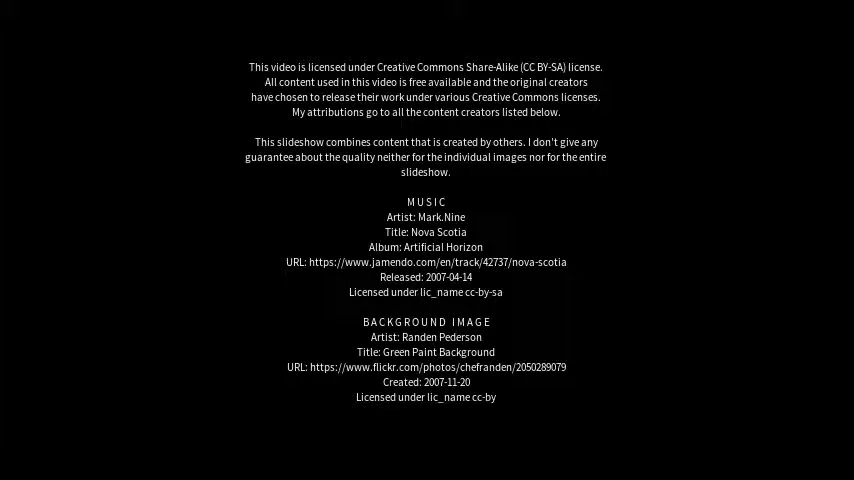 This video is licensed under Creative Commons Share-Alike (CC BY-SA) license.
All content used in this video is free available and the original creators
have chosen to release their work under various Creative Commons licenses.
My attributions go to all the content creators listed below.
This slideshow combines content that is created by others. I don't give any
guarantee about the quality neither for the individual images nor for the entire
slideshow.
MUSIC
Artist: Mark.Nine
Title: Nova Scotia
Album: Artificial Horizon
URL: https://www.jamendo.com/en/track/42737/nova-scotia
Released: 2007-04-14
Licensed under lic_name cc-by-sa
BACKGROUND IMAGE
Artist: Randen Pederson
Title: Green Paint Background
URL: https://www.flickr.com/photos/chefranden/2050289079
Created: 2007-11-20
Licensed under lic_name cc-by